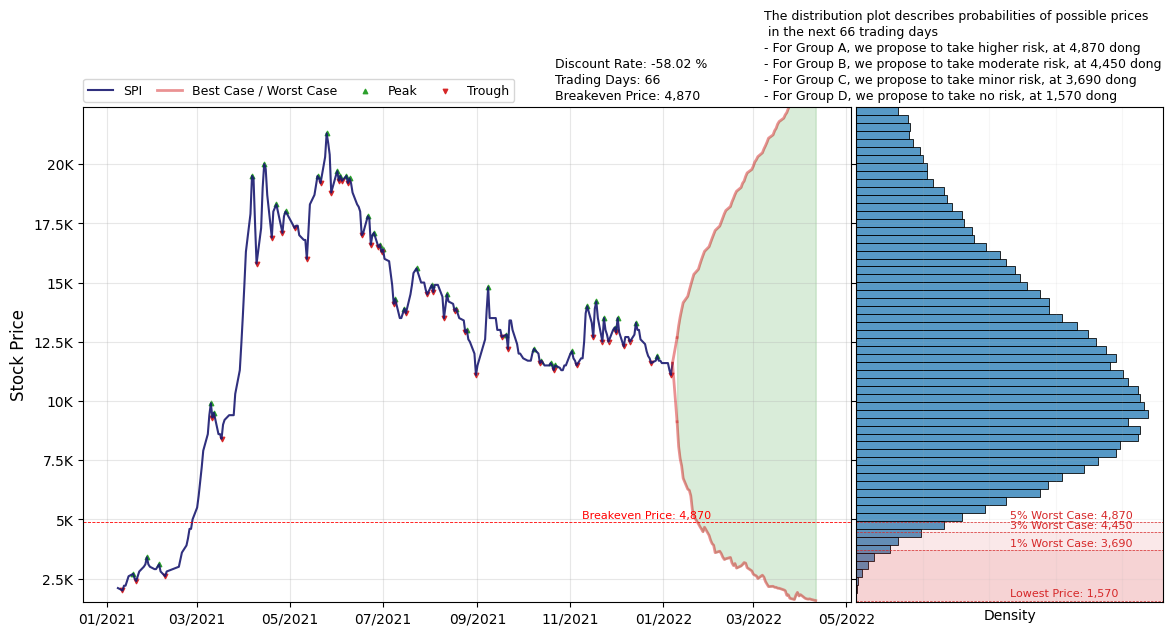 The distribution plot describes probabilities of possible prices
in the next 66 trading days
- For Group A, we propose to take higher risk, at 4,870 dong
- For Group B, we propose to take moderate risk, at 4,450 dong
- For Group C, we propose to take minor risk, at 3,690 dong
- For Group D, we propose to take no risk, at 1,570 dong
Discount Rate: -58.02 %
Trading Days: 66
Breakeven Price: 4,870
SPI
Best Case / Worst Case
Peak
Trough
Stock Price
20K
17.5K
15K
12.5K
10K
7.5K
5K
2.5K
Breakeven Price: 4,870
5% Worst Case: 4,870
3% Worst Case: 4,450
1% Worst Case: 3,690
Lowest Price: 1,570
01/2021
03/2021
05/2021
07/2021
09/2021
11/2021
01/2022
03/2022
05/2022
Density